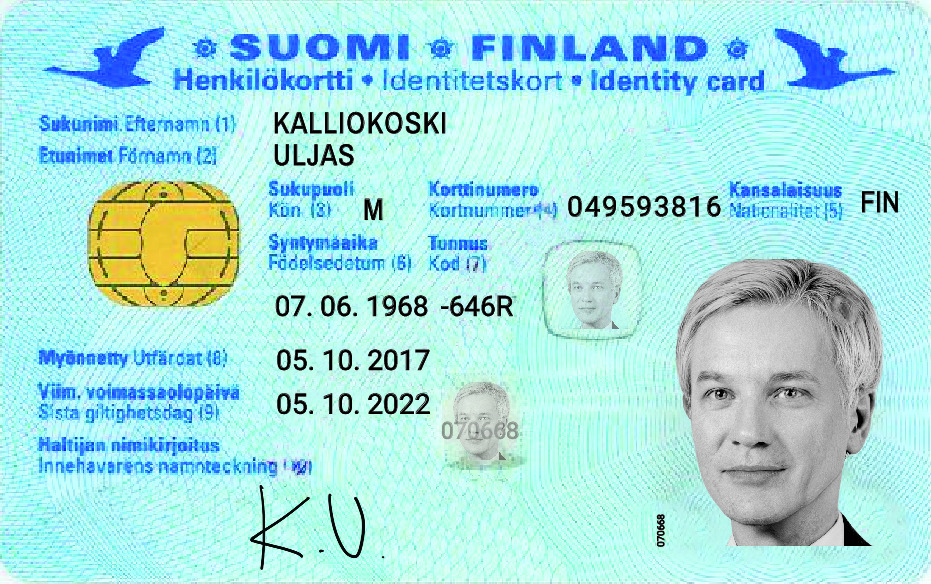 SUOMI FINLAND
Henkilökortti • Identitetskort • Identity card
Sukunimi Efternamn (1) KALLIOKOSKI
Etunimet Förnamn (2) ULJAS
Sukupuoli Korttinumero Kansalaisuus
Kön (3) M Kortnummer (4) 049593816 Nationalitet (5) FIN
Syntymäaika Tunnus
Födelsedetum (6) Kod (7)
07. 06. 1968 -646R
Myönnetty Utfärdat (8) 05. 10. 2017
Viim. voimassaolopäivä
Sista giltighetsdag (9) 05. 10. 2022
070668
Haltijan nimikirjoitus
Innehavarens namnteckning
K.U.
070668